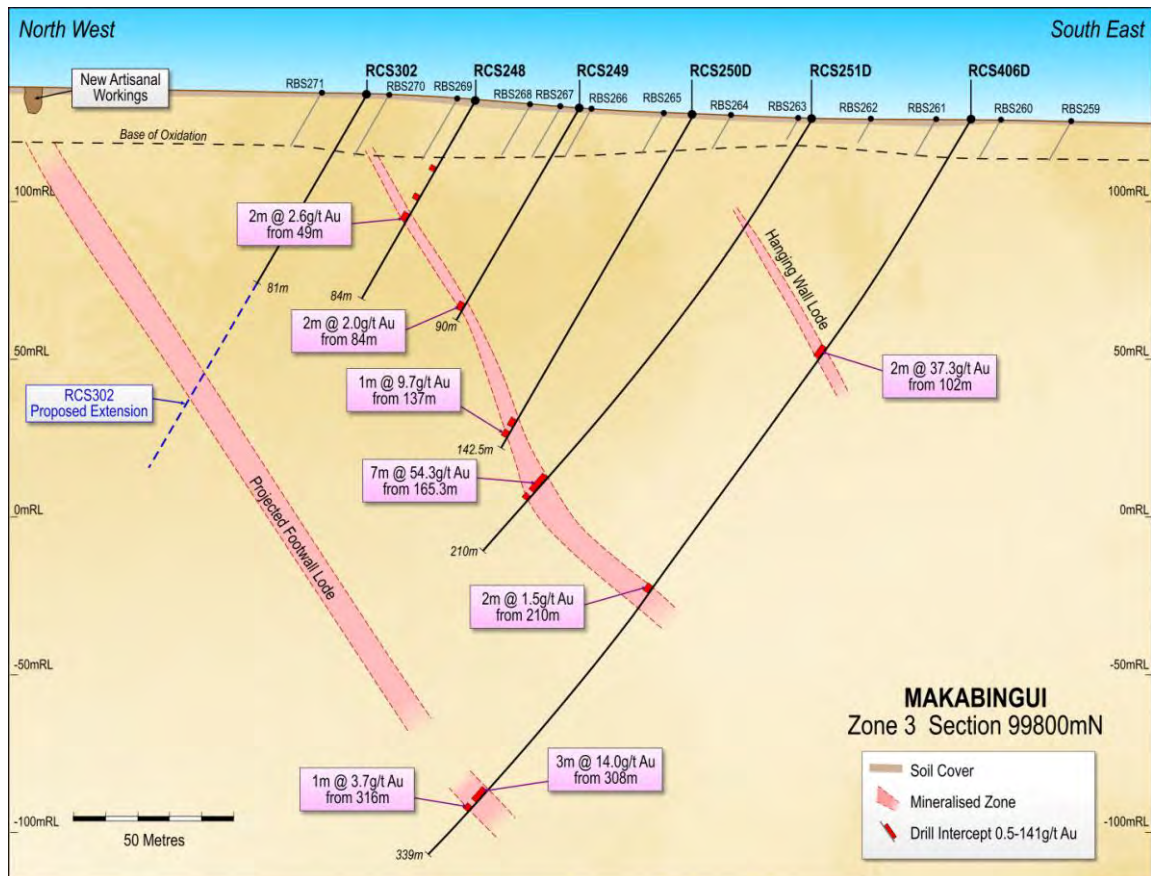 North West
South East
New Artisanal
Workings
RBS271
RCS302
RBS270
RBS269
RCS248
RBS268
RBS267
RCS249
RBS266
RBS265
RCS250D
RBS264
RBS263
RCS251D
RBS262
RBS261
RCS406D
RBS260
RBS259
Base of Oxidation
100mRL
100mRL
2m @ 2.6g/t Au
from 49m
81m
84m
2m @ 2.0g/t Au
from 84m
90m
Hanging Wall Lode
50mRL
50mRL
2m @ 37.3g/t Au
from 102m
1m @ 9.7g/t Au
from 137m
RCS302
Proposed Extension
142.5m
7m @ 54.3g/t Au
from 165.3m
Projected Footwall Lode
0mRL
0mRL
210m
2m @ 1.5g/t Au
from 210m
-50mRL
-50mRL
MAKABINGUI
Zone 3 Section 99800mN
Soil Cover
Mineralised Zone
Drill Intercept 0.5-141g/t Au
3m @ 14.0g/t Au
from 308m
1m @ 3.7g/t Au
from 316m
-100mRL
-100mRL
50 Metres
339m